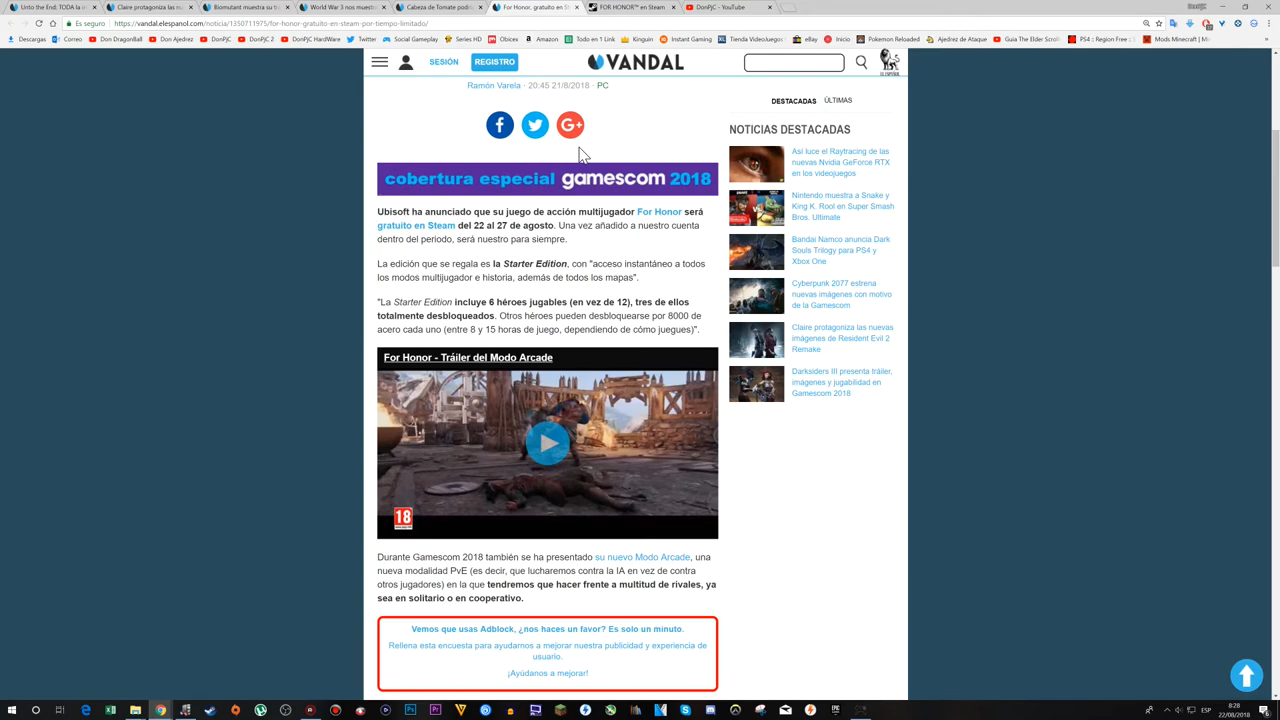 Unto the End: TODA la i
Claire protagoniza las nu
Biomutant muestra su ti
World War 3 nos muestr
Cabeza de Tomate podrí
For Honor, gratuito en St
FOR HONOR™ en Steam
DonPjC - YouTube
Es seguro https://vandal.elespanol.com/noticia/1350711975/for-honor-gratuito-en-steam-por-tiempo-limitado/
Descargas Correo Don DragonBall Don Ajedrez DonPjC DonPjC 2 DonPjC HardWare Twitter Social Gameplay Series HD Obicex Amazon Todo en 1 Link Kinguin Instant Gaming Tienda VideoJuegos eBay Inicio Pokemon Reloaded Ajedrez de Ataque Guia The Elder Scroll PS4 :: Region Free Mods Minecraft
SESIÓN REGISTRO VANDAL EL ESPAÑOL
Ramón Varela · 20:45 21/8/2018 · PC
cobertura especial gamescom 2018
Ubisoft ha anunciado que su juego de acción multijugador For Honor será
gratuito en Steam del 22 al 27 de agosto. Una vez añadido a nuestro cuenta
dentro del periodo, será nuestro para siempre.
La edición que se regala es la Starter Edition, con "acceso instantáneo a todos
los modos multijugador e historia, además de todos los mapas".
"La Starter Edition incluye 6 héroes jugables (en vez de 12), tres de ellos
totalmente desbloqueados. Otros héroes pueden desbloquearse por 8000 de
acero cada uno (entre 8 y 15 horas de juego, dependiendo de cómo juegues)".
For Honor - Tráiler del Modo Arcade
18
Durante Gamescom 2018 también se ha presentado su nuevo Modo Arcade, una
nueva modalidad PvE (es decir, que lucharemos contra la IA en vez de contra
otros jugadores) en la que tendremos que hacer frente a multitud de rivales, ya
sea en solitario o en cooperativo.
Vemos que usas Adblock, ¿nos haces un favor? Es solo un minuto.
Rellena esta encuesta para ayudarnos a mejorar nuestra publicidad y experiencia de
usuario.
¡Ayúdanos a mejorar!
DESTACADAS ÚLTIMAS
NOTICIAS DESTACADAS
Así luce el Raytracing de las
nuevas Nvidia GeForce RTX
en los videojuegos
Nintendo muestra a Snake y
King K. Rool en Super Smash
Bros. Ultimate
Bandai Namco anuncia Dark
Souls Trilogy para PS4 y
Xbox One
Cyberpunk 2077 estrena
nuevas imágenes con motivo
de la Gamescom
Claire protagoniza las nuevas
imágenes de Resident Evil 2
Remake
Darksiders III presenta tráiler,
imágenes y jugabilidad en
Gamescom 2018
ESP
8:28
22/08/2018